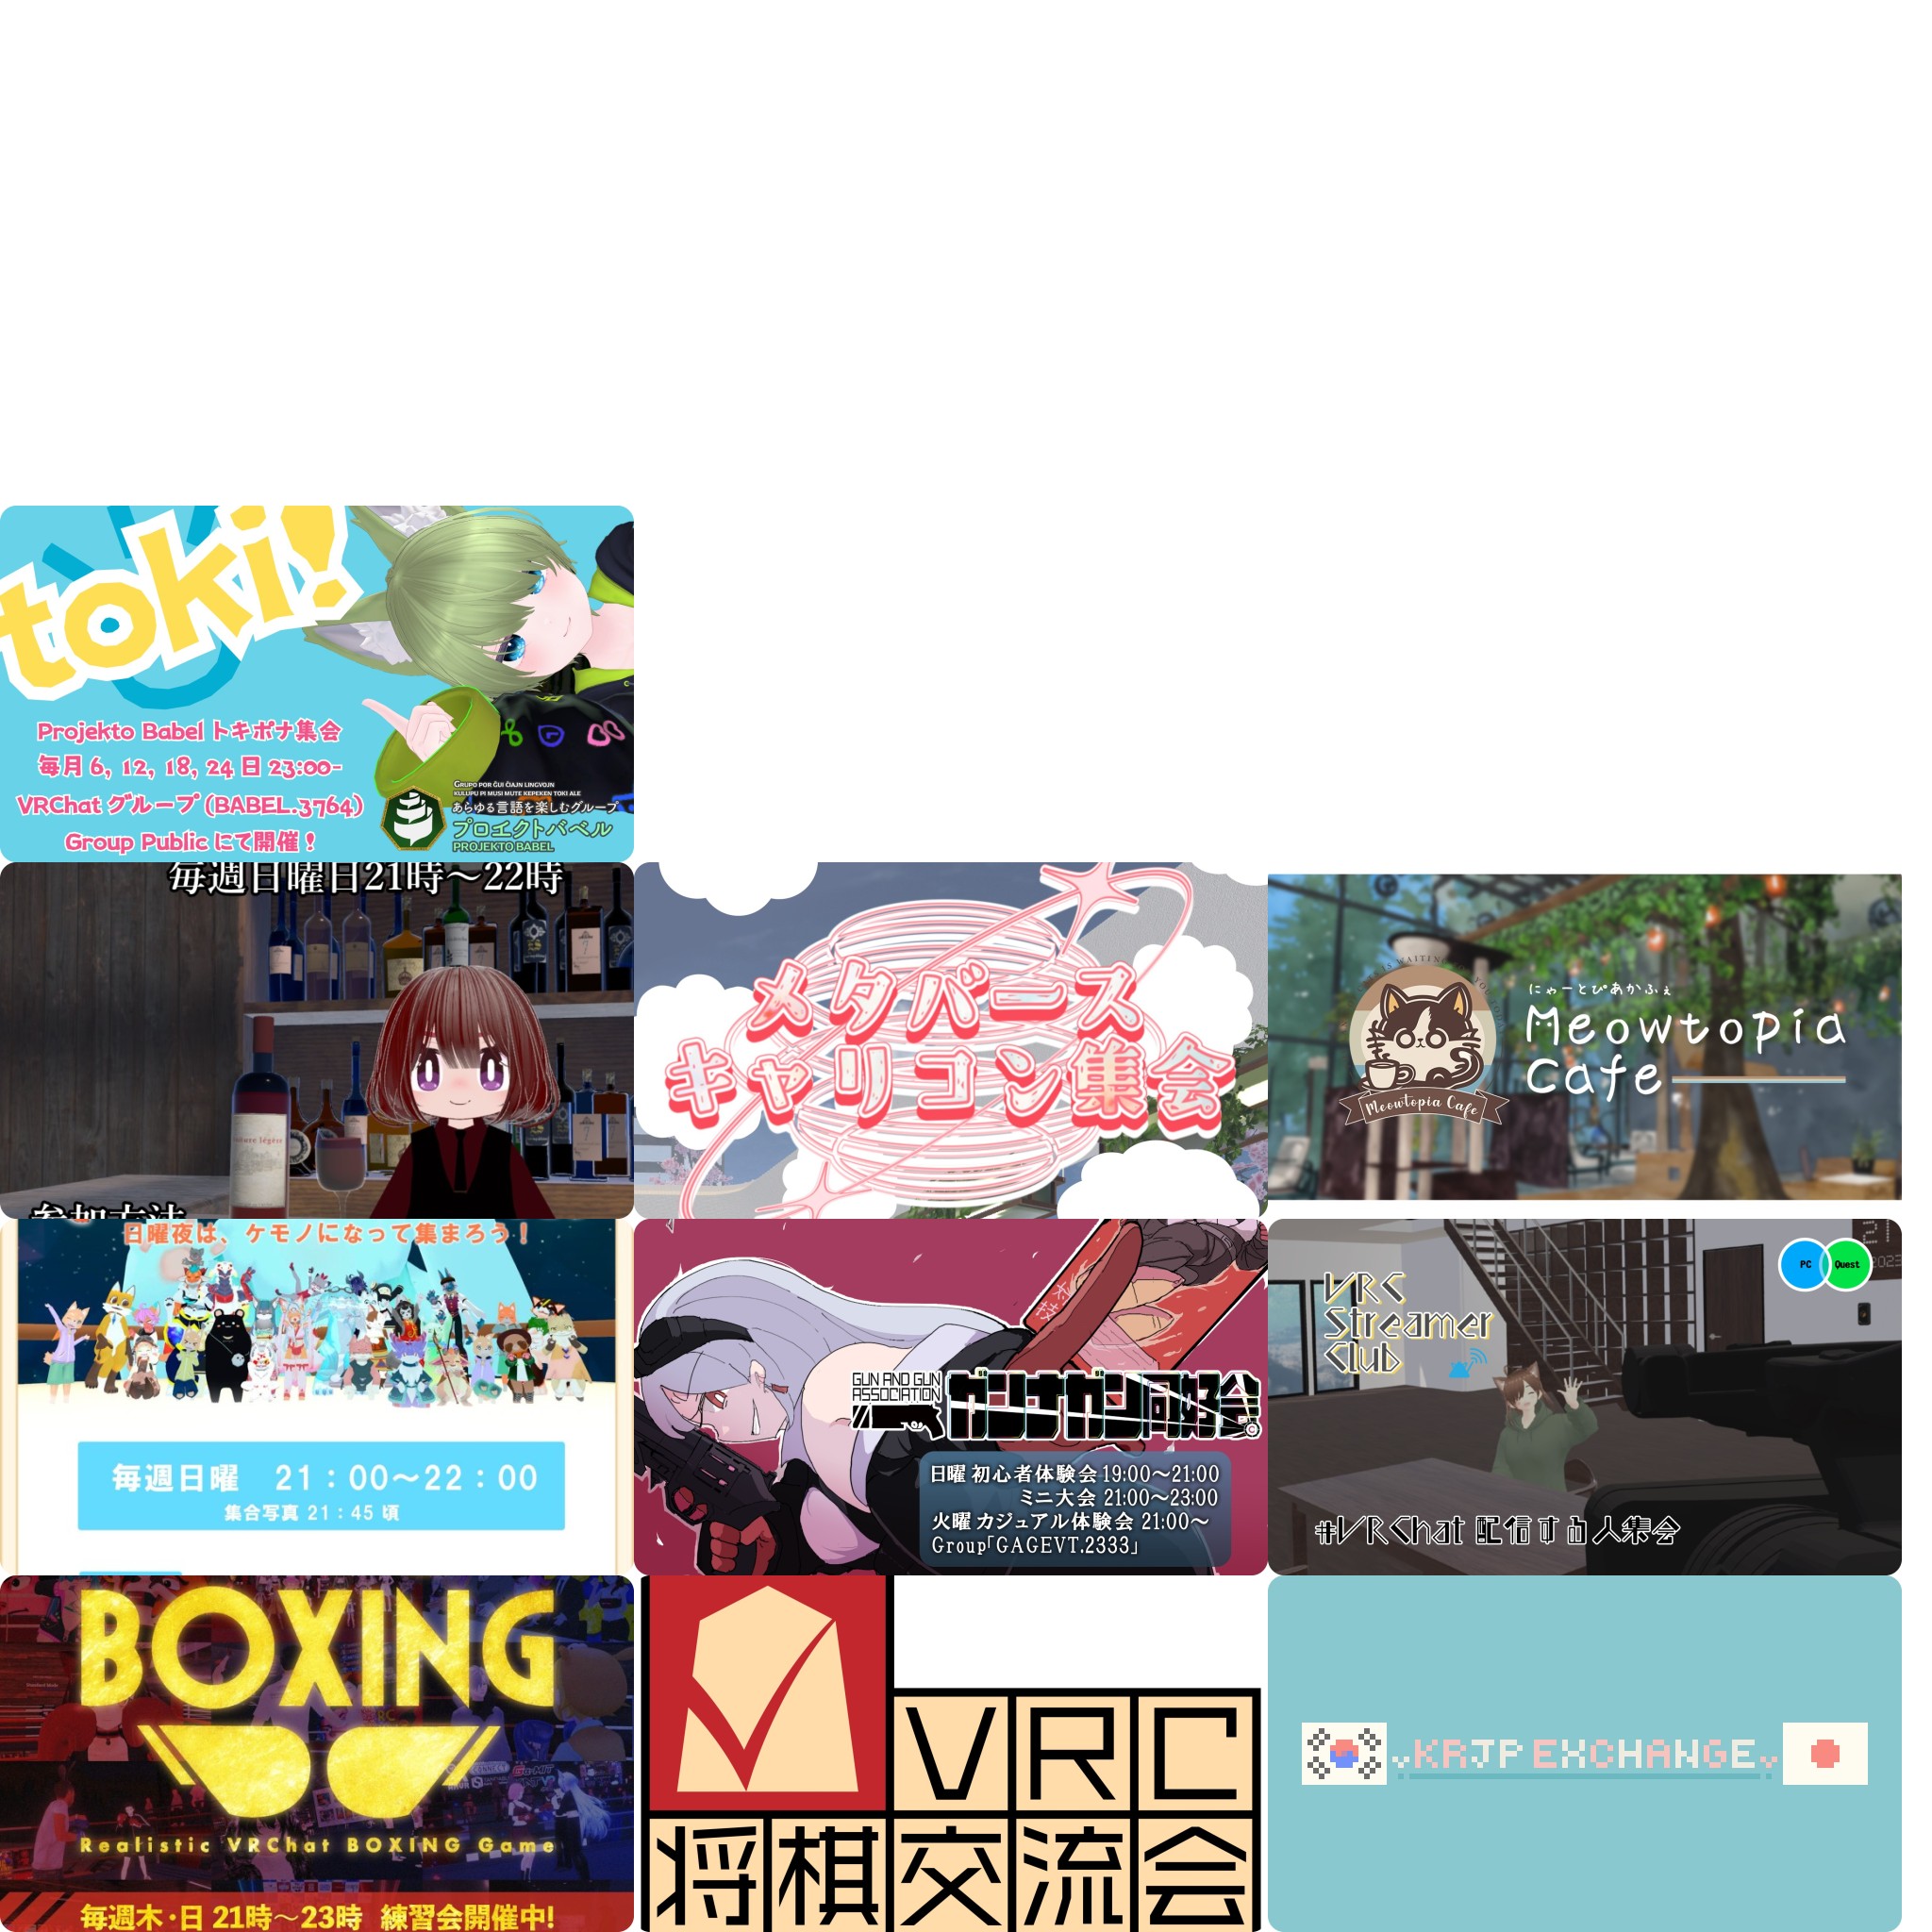 toki!
Projekto Babel トキポナ集会
毎月 6, 12, 18, 24 日 23:00-
VRChat グループ (BABEL.3764)
Group Public にて開催！
GRUPO POR ĜUI ĈIAJN LINGVOJN
KULUPU PI MUSI MUTE KEPEKEN TOKI ALE
あらゆる言語を楽しむグループ
プロエクトバベル
PROJEKTO BABEL
毎週日曜日21時～22時
参加方法
メタバース
キャリコン集会
にゃーとぴあかふぇ
Meowtopia
Cafe
Meowtopia Cafe
日曜夜は、ケモノになって集まろう！
毎週日曜 21：00～22：00
集合写真 21：45 頃
GUN AND GUN
ASSOCIATION
ガンナガン同好会
日曜 初心者体験会 19:00～21:00
ミニ大会 21:00～23:00
火曜 カジュアル体験会 21:00～
Group「GAGEVT.2333」
PC
Quest
VRC
Streamer
Club
#VRChat 配信する人集会
BOXING
Realistic VRChat BOXING Game
毎週木・日 21時～23時 練習会開催中!
VRC
将棋交流会
KRJP EXCHANGE